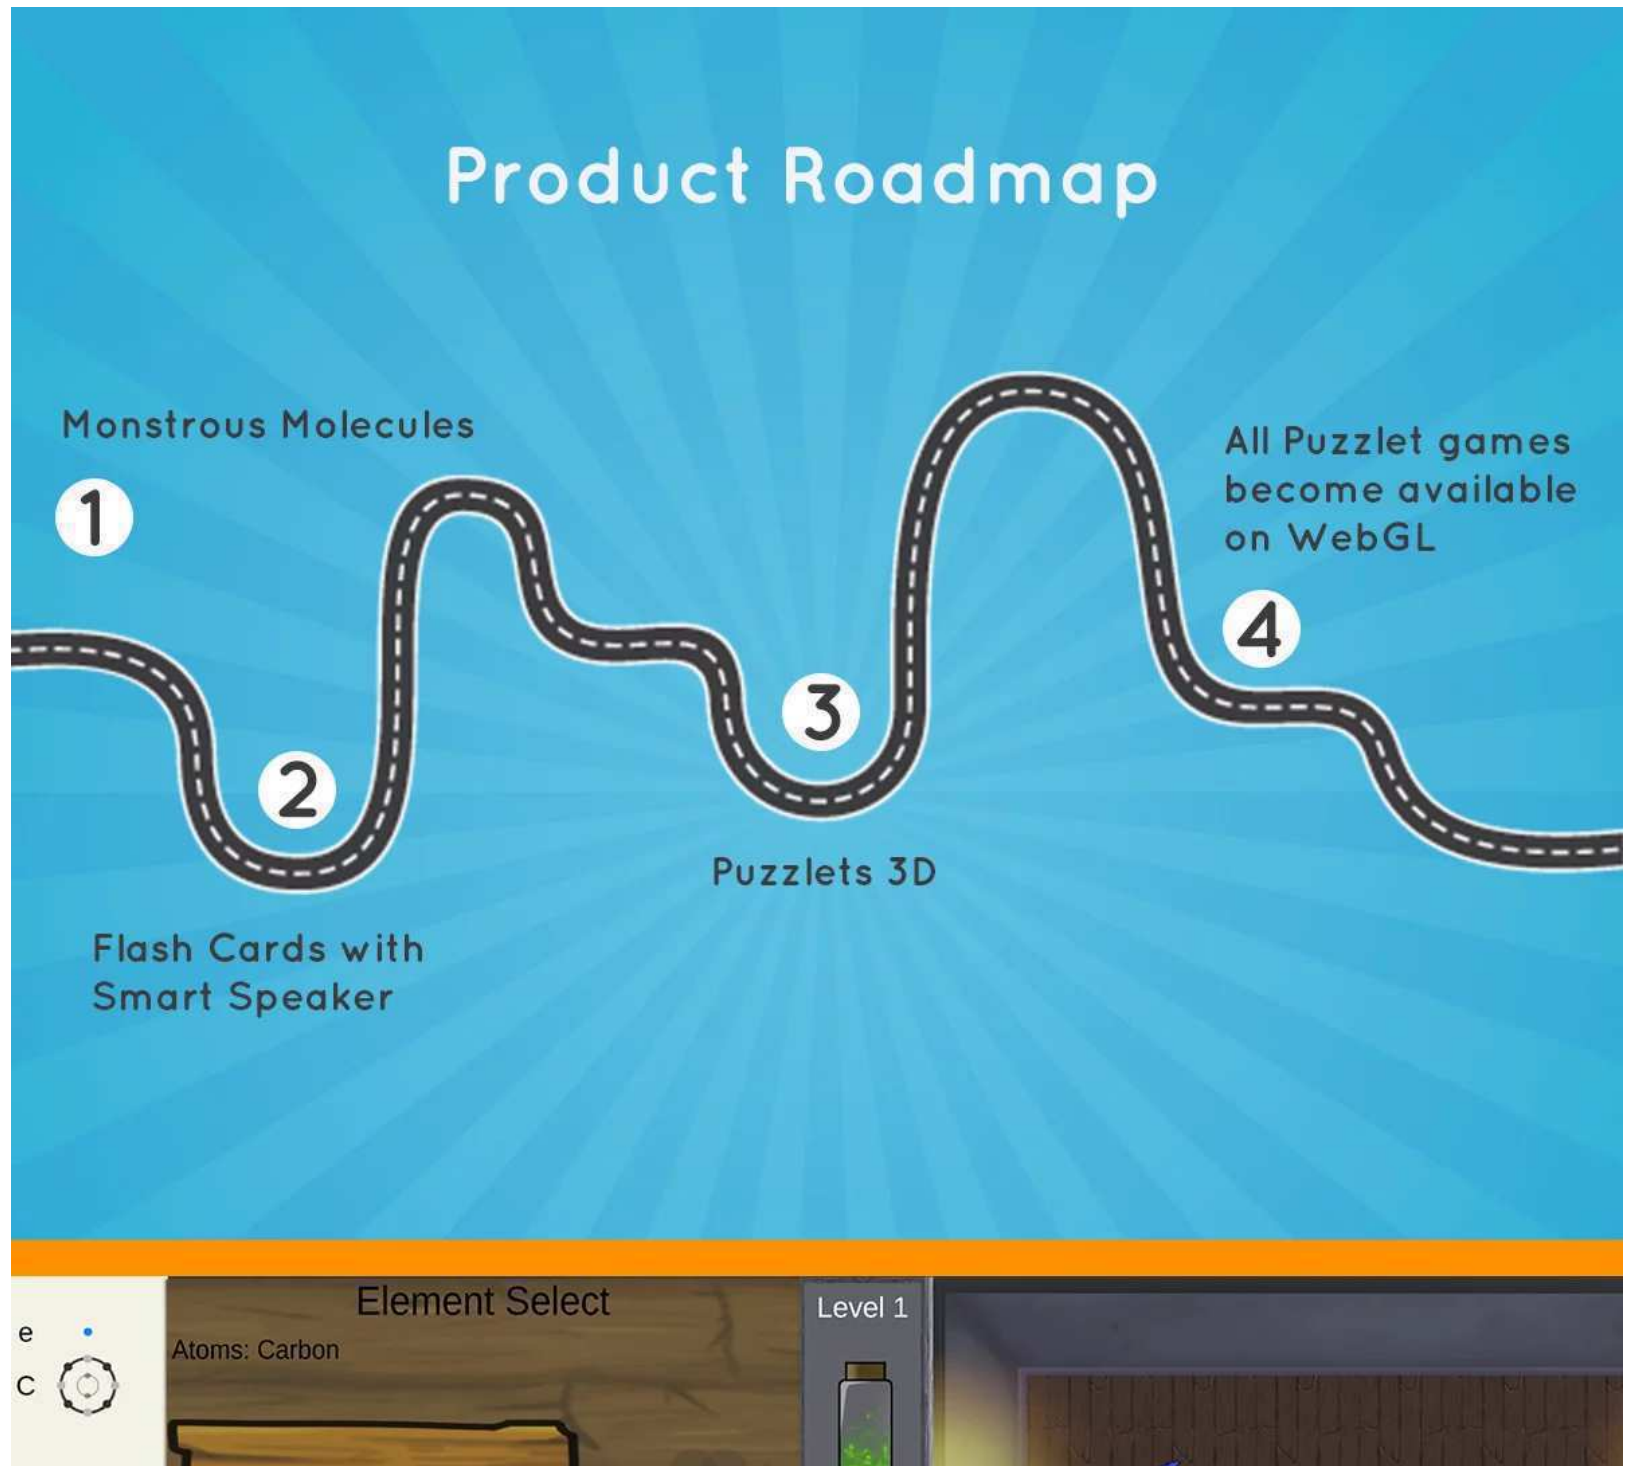 Product Roadmap
Monstrous Molecules
1
All Puzzlet games
become available
on WebGL
4
3
2
Puzzlets 3D
Flash Cards with
Smart Speaker
Element Select
Level 1
e
Atoms: Carbon
C